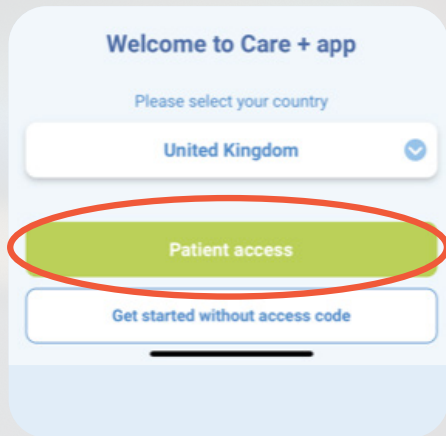 Welcome to Care + app
Please select your country
United Kingdom
Patient access
Get started without access code